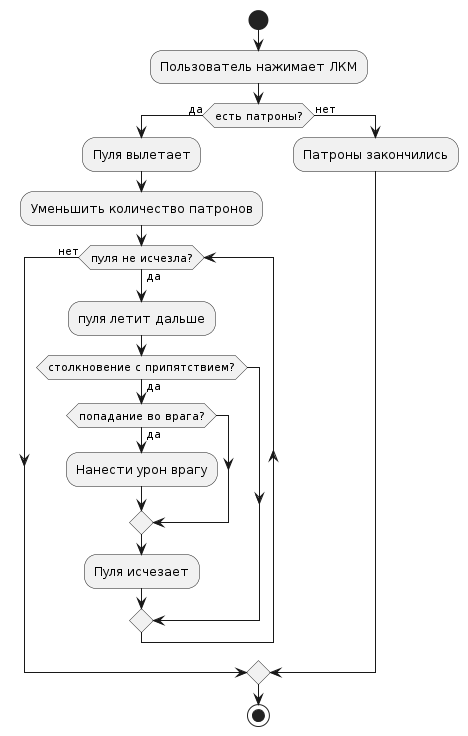 Пользователь нажимает ЛКМ
да
есть патроны?
нет
Пуля вылетает
Патроны закончились
Уменьшить количество патронов
нет
пуля не исчезла?
да
пуля летит дальше
столкновение с припятствием?
да
попадание во врага?
да
Нанести урон врагу
Пуля исчезает